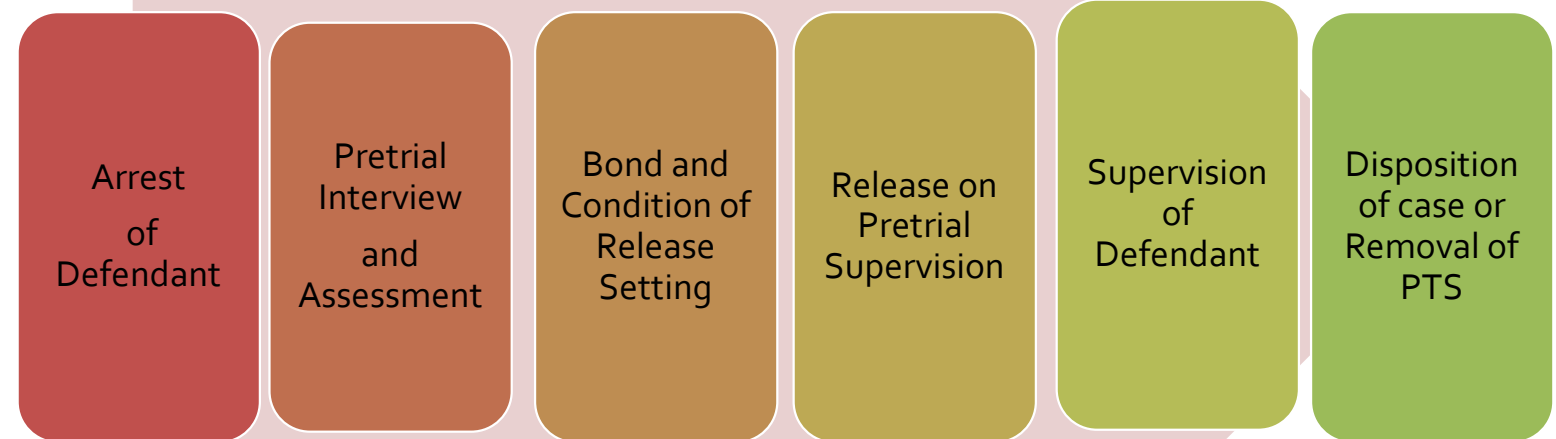 Arrest
of
Defendant
Pretrial
Interview
and
Assessment
Bond and
Condition of
Release
Setting
Release on
Pretrial
Supervision
Supervision
of
Defendant
Disposition
of case or
Removal of
PTS